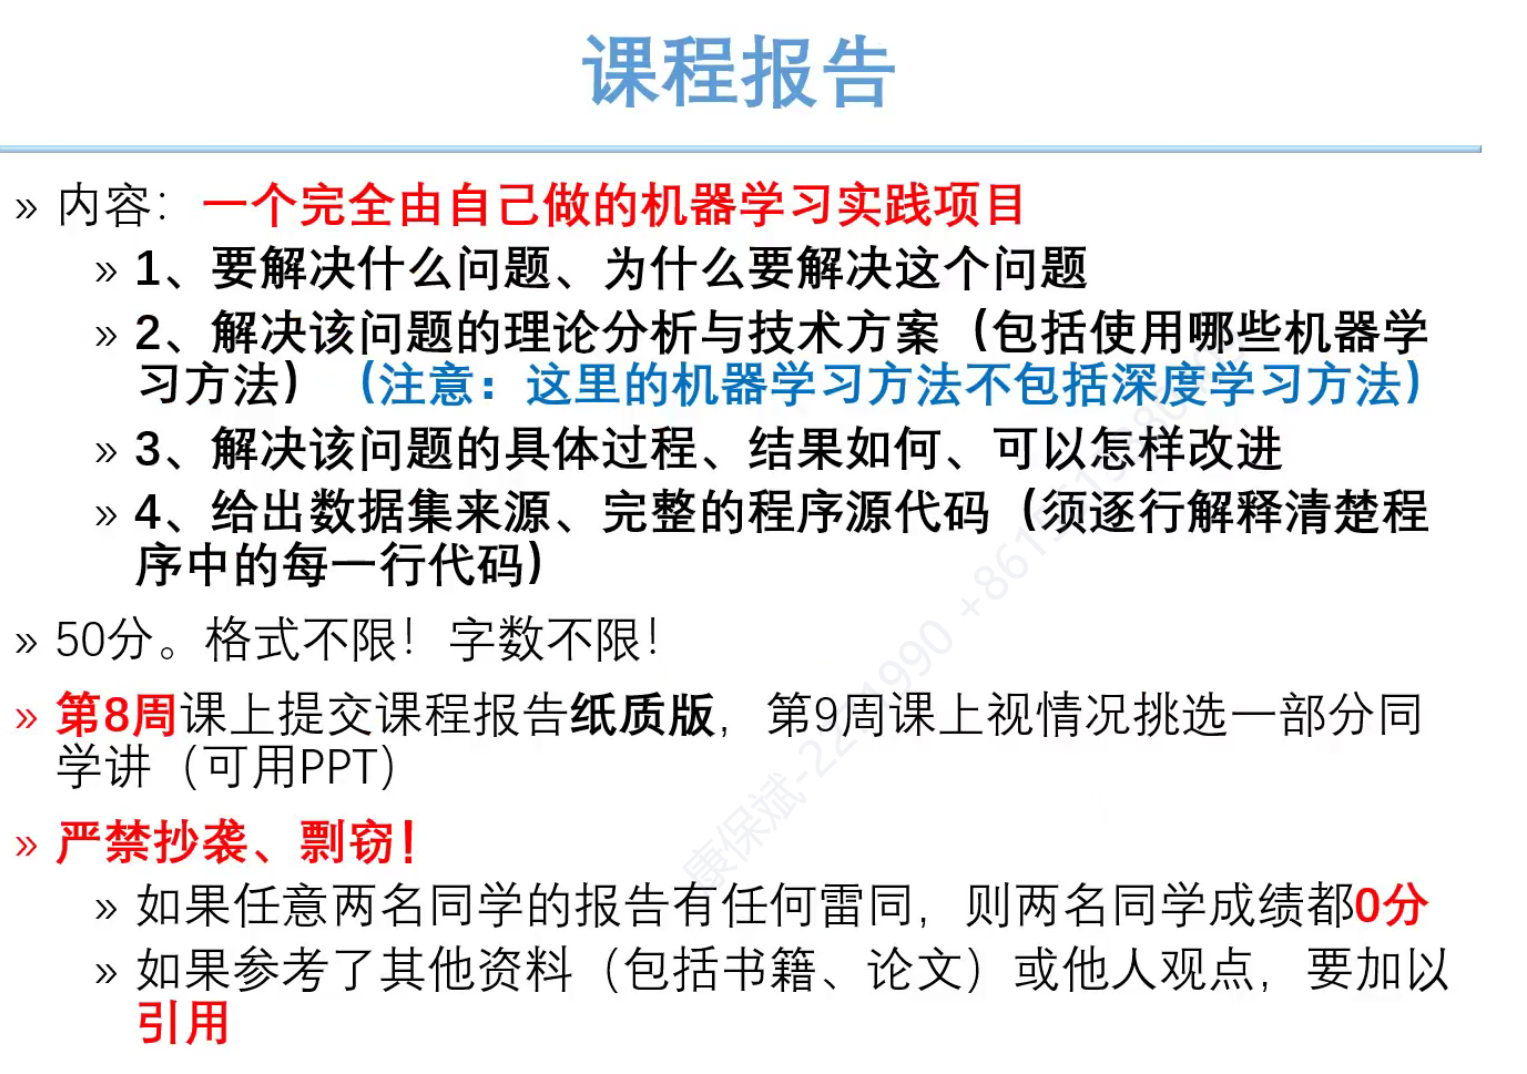 课程报告
» 内容：一个完全由自己做的机器学习实践项目
» 1、要解决什么问题、为什么要解决这个问题
» 2、解决该问题的理论分析与技术方案（包括使用哪些机器学
习方法）（注意：这里的机器学习方法不包括深度学习方法）
» 3、解决该问题的具体过程、结果如何、可以怎样改进
» 4、给出数据集来源、完整的程序源代码（须逐行解释清楚程
序中的每一行代码）
» 50分。格式不限！字数不限！
» 第8周课上提交课程报告纸质版，第9周课上视情况挑选一部分同
学讲（可用PPT）
» 严禁抄袭、剽窃！
» 如果任意两名同学的报告有任何雷同，则两名同学成绩都0分
» 如果参考了其他资料（包括书籍、论文）或他人观点，要加以
引用
康保斌